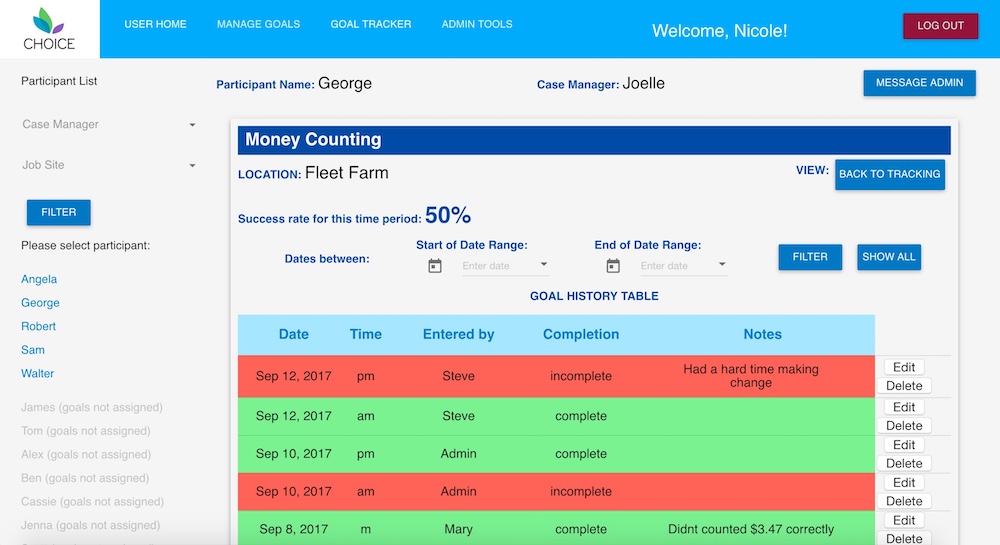 CHOICE
USER HOME MANAGE GOALS GOAL TRACKER ADMIN TOOLS
Welcome, Nicole!
LOG OUT
Participant List
Case Manager
Job Site
FILTER
Please select participant:
Angela
George
Robert
Sam
Walter
James (goals not assigned)
Tom (goals not assigned)
Alex (goals not assigned)
Ben (goals not assigned)
Cassie (goals not assigned)
Jenna (goals not assigned)
Participant Name: George
Case Manager: Joelle
MESSAGE ADMIN
Money Counting
LOCATION: Fleet Farm
VIEW: BACK TO TRACKING
Success rate for this time period: 50%
Dates between:
Start of Date Range:
Enter date
End of Date Range:
Enter date
FILTER
SHOW ALL
GOAL HISTORY TABLE
Date Time Entered by Completion Notes
Sep 12, 2017 pm Steve incomplete Had a hard time making
change
Edit
Delete
Sep 12, 2017 am Steve complete
Edit
Delete
Sep 10, 2017 pm Admin complete
Edit
Delete
Sep 10, 2017 am Admin incomplete
Edit
Delete
Sep 8, 2017 m Mary complete Didnt counted $3.47 correctly
Edit
Delete